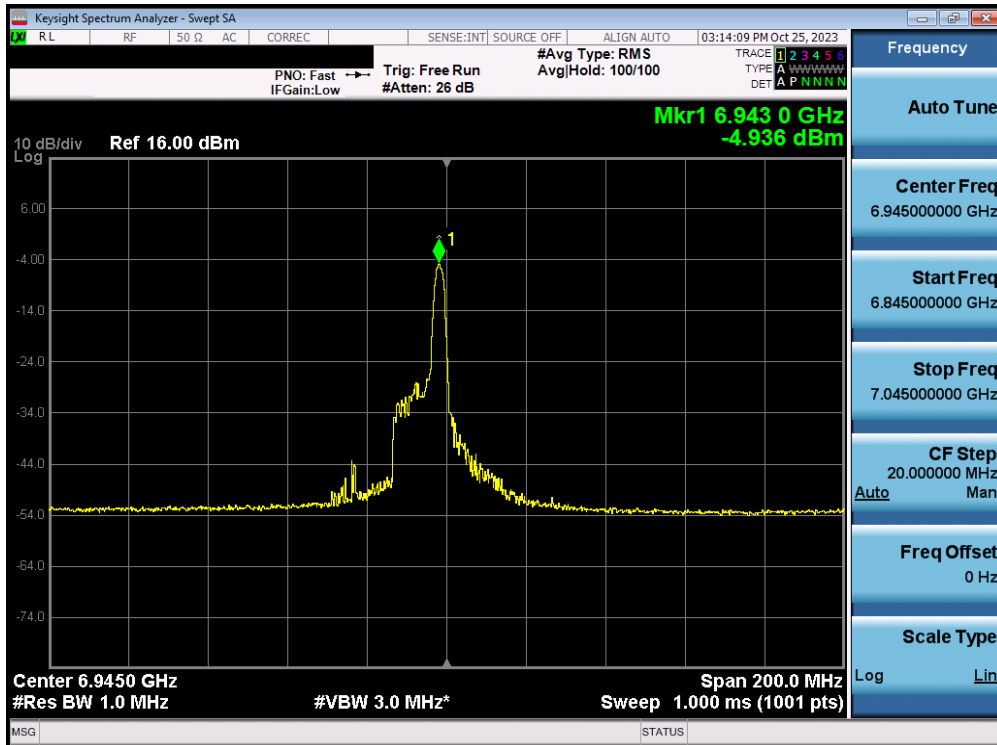 Keysight Spectrum Analyzer - Swept SA
LXI RL RF 50 Ω AC CORREC SENSE:INT SOURCE OFF ALIGN AUTO 03:14:09 PM Oct 25, 2023
PNO: Fast
IFGain:Low
Trig: Free Run
#Atten: 26 dB
#Avg Type: RMS
Avg|Hold: 100/100
TRACE 1 2 3 4 5 6
TYPE A WWWWW
DET A P N N N N
Mkr1 6.943 0 GHz
-4.936 dBm
10 dB/div Ref 16.00 dBm
Log
1
6.00
-4.00
-14.0
-24.0
-34.0
-44.0
-54.0
-64.0
-74.0
Center 6.9450 GHz Span 200.0 MHz
#Res BW 1.0 MHz #VBW 3.0 MHz* Sweep 1.000 ms (1001 pts)
MSG STATUS
Frequency
Auto Tune
Center Freq
6.945000000 GHz
Start Freq
6.845000000 GHz
Stop Freq
7.045000000 GHz
CF Step
20.000000 MHz
Auto Man
Freq Offset
0 Hz
Scale Type
Log Lin